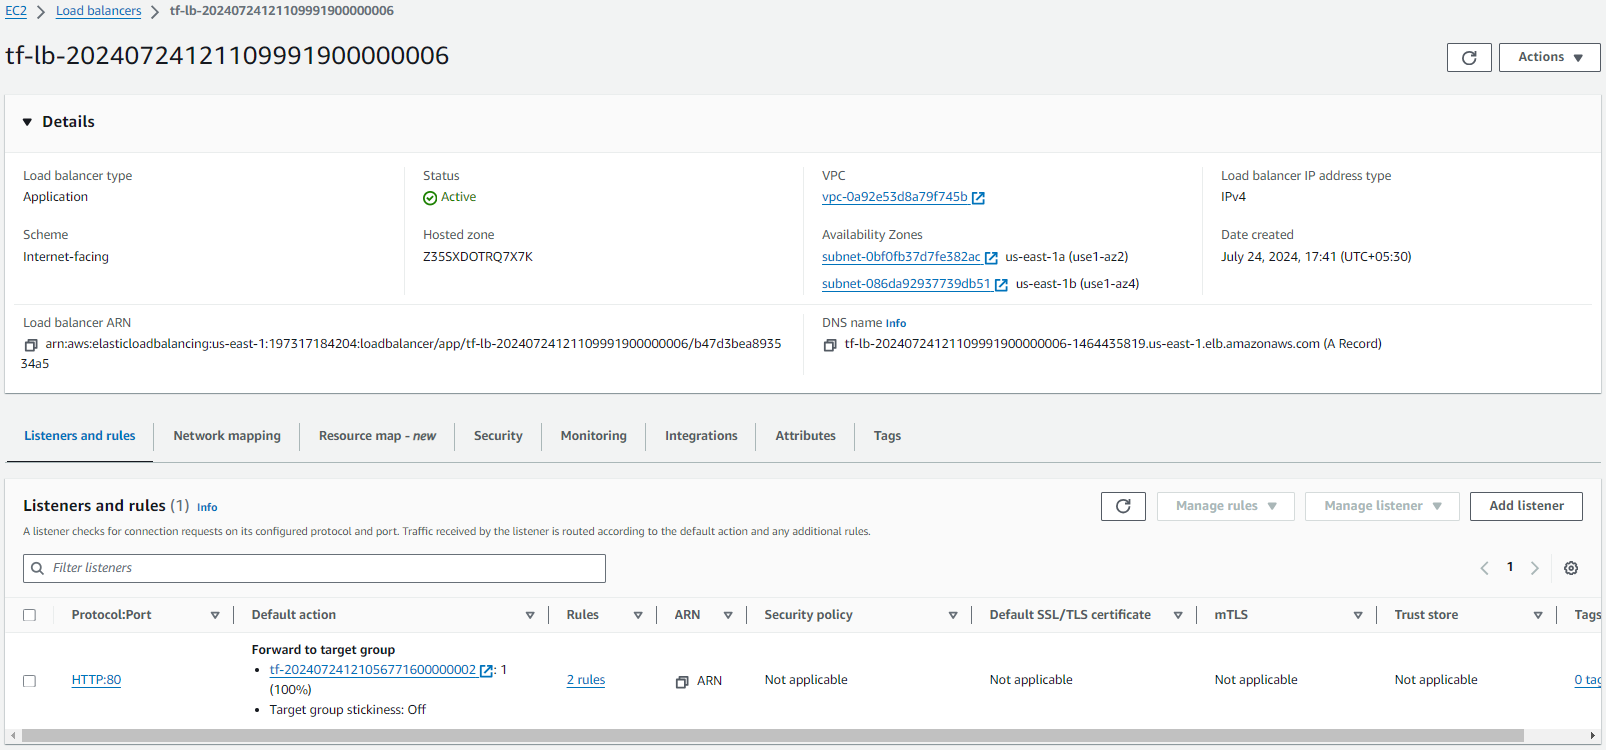 EC2 > Load balancers > tf-lb-20240724121109991900000006
tf-lb-20240724121109991900000006
Actions
Details
Load balancer type
Application
Status
Active
VPC
vpc-0a92e53d8a79f745b
Load balancer IP address type
IPv4
Scheme
Internet-facing
Hosted zone
Z35SXDOTRQ7X7K
Availability Zones
subnet-0bf0fb37d7fe382ac us-east-1a (use1-az2)
subnet-086da92937739db51 us-east-1b (use1-az4)
Date created
July 24, 2024, 17:41 (UTC+05:30)
Load balancer ARN
arn:aws:elasticloadbalancing:us-east-1:197317184204:loadbalancer/app/tf-lb-20240724121109991900000006/b47d3bea8935
34a5
DNS name Info
tf-lb-20240724121109991900000006-1464435819.us-east-1.elb.amazonaws.com (A Record)
Listeners and rules Network mapping Resource map - new Security Monitoring Integrations Attributes Tags
Listeners and rules (1) Info
Manage rules Manage listener Add listener
A listener checks for connection requests on its configured protocol and port. Traffic received by the listener is routed according to the default action and any additional rules.
Filter listeners
1
Protocol:Port Default action Rules ARN Security policy Default SSL/TLS certificate mTLS Trust store Tags
HTTP:80
Forward to target group
• tf-20240724121056771600000002 : 1
(100%)
• Target group stickiness: Off
2 rules
ARN
Not applicable
Not applicable
Not applicable
Not applicable
0 tag